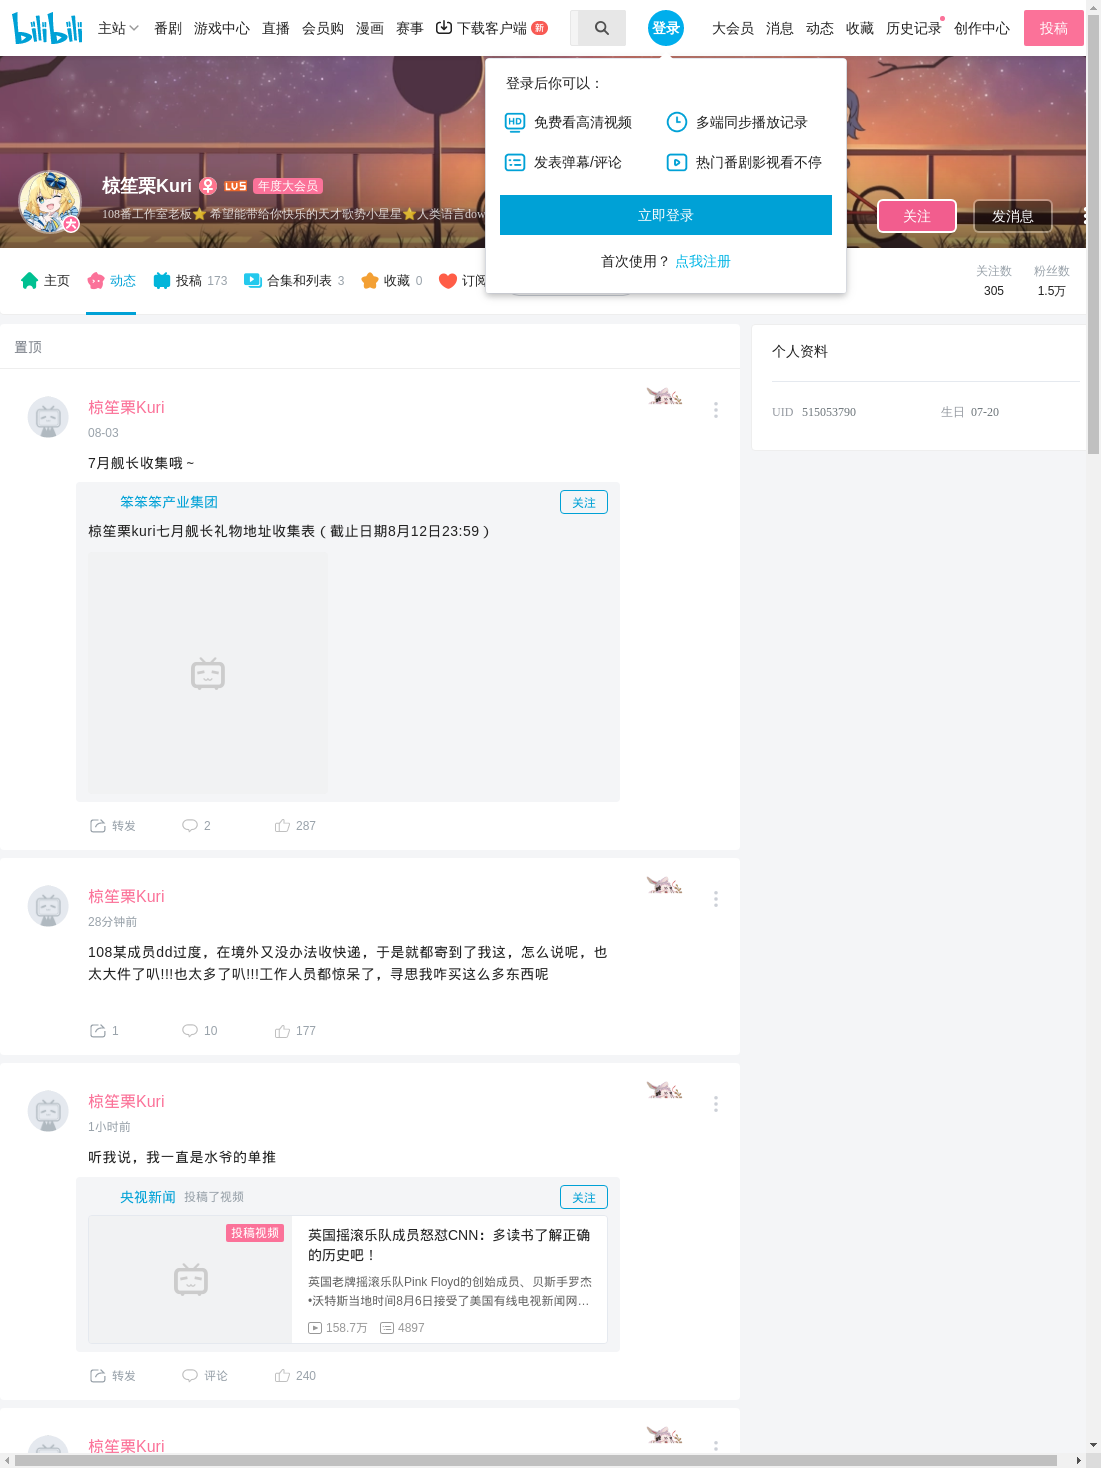 bilibili 主站 番剧 游戏中心 直播 会员购 漫画 赛事 下载客户端 新 登录 大会员 消息 动态 收藏 历史记录 创作中心 投稿
登录后你可以：
HD 免费看高清视频 多端同步播放记录
发表弹幕/评论 热门番剧影视看不停
立即登录
首次使用？ 点我注册
椋笙栗Kuri LV5 年度大会员
大
108番工作室老板⭐ 希望能带给你快乐的天才歌势小星星⭐人类语言dow
关注 发消息
主页 动态 投稿 173 合集和列表 3 收藏 0 订阅
关注数 粉丝数
305 1.5万
置顶
椋笙栗Kuri
08-03
7月舰长收集哦～
笨笨笨产业集团 关注
椋笙栗kuri七月舰长礼物地址收集表（截止日期8月12日23:59）
转发 2 287
个人资料
UID 515053790 生日 07-20
椋笙栗Kuri
28分钟前
108某成员dd过度，在境外又没办法收快递，于是就都寄到了我这，怎么说呢，也
太大件了叭!!!也太多了叭!!!工作人员都惊呆了，寻思我咋买这么多东西呢
1 10 177
椋笙栗Kuri
1小时前
听我说，我一直是水爷的单推
央视新闻 投稿了视频 关注
投稿视频
英国摇滚乐队成员怒怼CNN：多读书了解正确
的历史吧！
英国老牌摇滚乐队Pink Floyd的创始成员、贝斯手罗杰
•沃特斯当地时间8月6日接受了美国有线电视新闻网…
158.7万 4897
转发 评论 240
椋笙栗Kuri